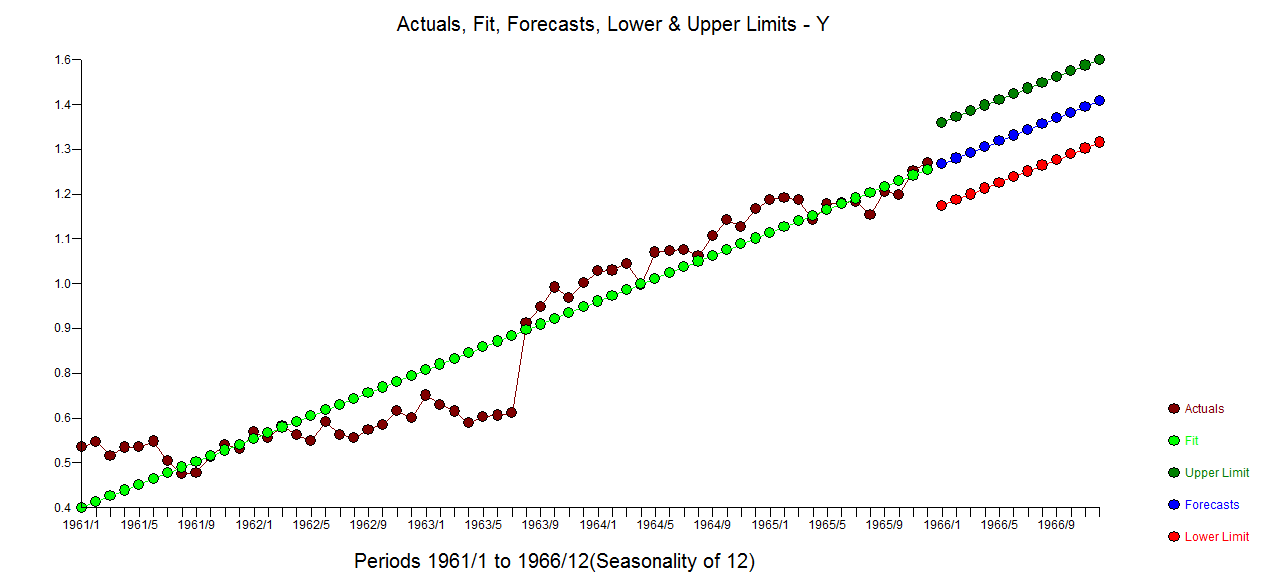 Actuals, Fit, Forecasts, Lower & Upper Limits - Y
1.6
1.4
1.3
1.2
1.1
1.0
0.9
0.8
0.6
0.5
0.4
1961/1 1961/5 1961/9 1962/1 1962/5 1962/9 1963/1 1963/5 1963/9 1964/1 1964/5 1964/9 1965/1 1965/5 1965/9 1966/1 1966/5 1966/9
Periods 1961/1 to 1966/12(Seasonality of 12)
Actuals
Fit
Upper Limit
Forecasts
Lower Limit